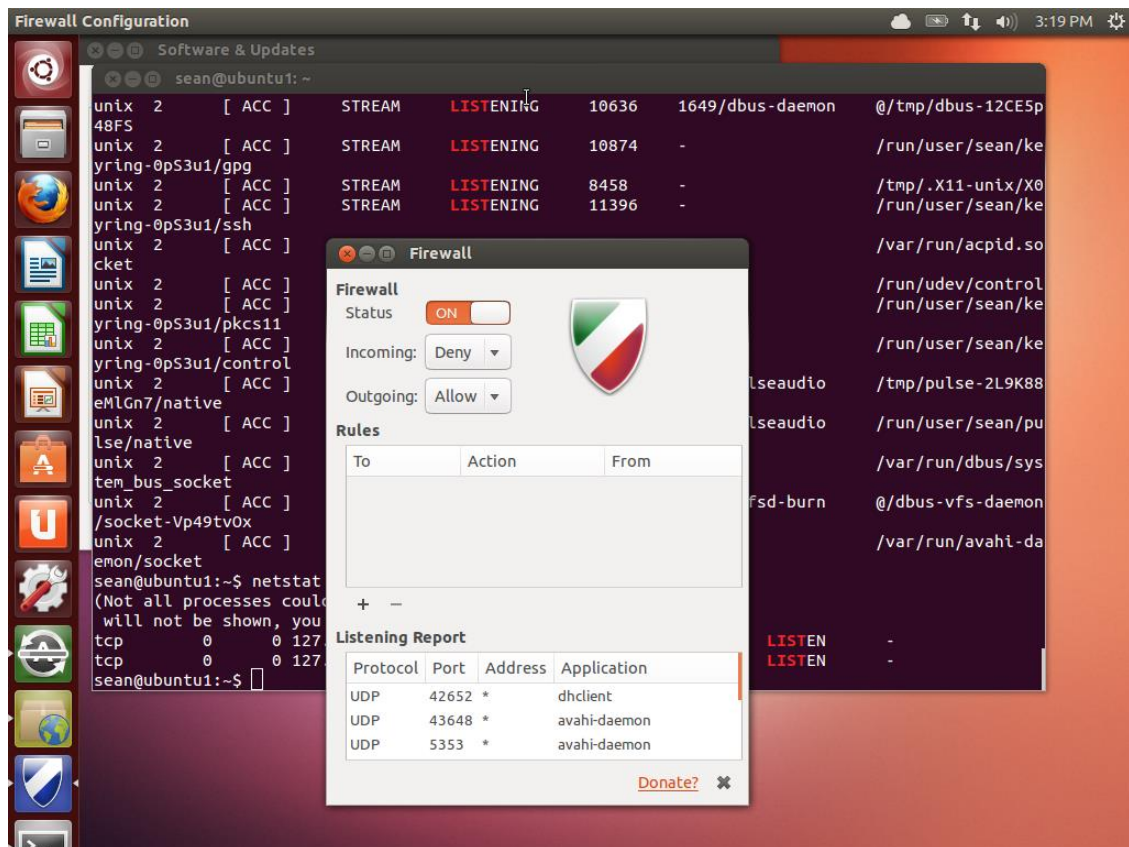 Firewall Configuration 3:19 PM
Software & Updates
sean@ubuntu1: ~
unix 2 [ ACC ] STREAM LISTENING 10636 1649/dbus-daemon @/tmp/dbus-12CE5p
48FS
unix 2 [ ACC ] STREAM LISTENING 10874 - /run/user/sean/ke
yring-0pS3u1/gpg
unix 2 [ ACC ] STREAM LISTENING 8458 - /tmp/.X11-unix/X0
unix 2 [ ACC ] STREAM LISTENING 11396 - /run/user/sean/ke
yring-0pS3u1/ssh
unix 2 [ ACC ] /var/run/acpid.so
cket
unix 2 [ ACC ] /run/udev/control
unix 2 [ ACC ] /run/user/sean/ke
yring-0pS3u1/pkcs11
unix 2 [ ACC ] /run/user/sean/ke
yring-0pS3u1/control
unix 2 [ ACC ] lseaudio /tmp/pulse-2L9K88
eMlGn7/native
unix 2 [ ACC ] lseaudio /run/user/sean/pu
lse/native
unix 2 [ ACC ] /var/run/dbus/sys
tem_bus_socket
unix 2 [ ACC ] fsd-burn @/dbus-vfs-daemon
/socket-Vp49tvOx
unix 2 [ ACC ] /var/run/avahi-da
emon/socket
sean@ubuntu1:~$ netstat
(Not all processes could
will not be shown, you
tcp 0 0 127. LISTEN -
tcp 0 0 127. LISTEN -
sean@ubuntu1:~$
Firewall
Firewall
Status ON
Incoming: Deny
Outgoing: Allow
Rules
To Action From
+ −
Listening Report
Protocol Port Address Application
UDP 42652 * dhclient
UDP 43648 * avahi-daemon
UDP 5353 * avahi-daemon
Donate?